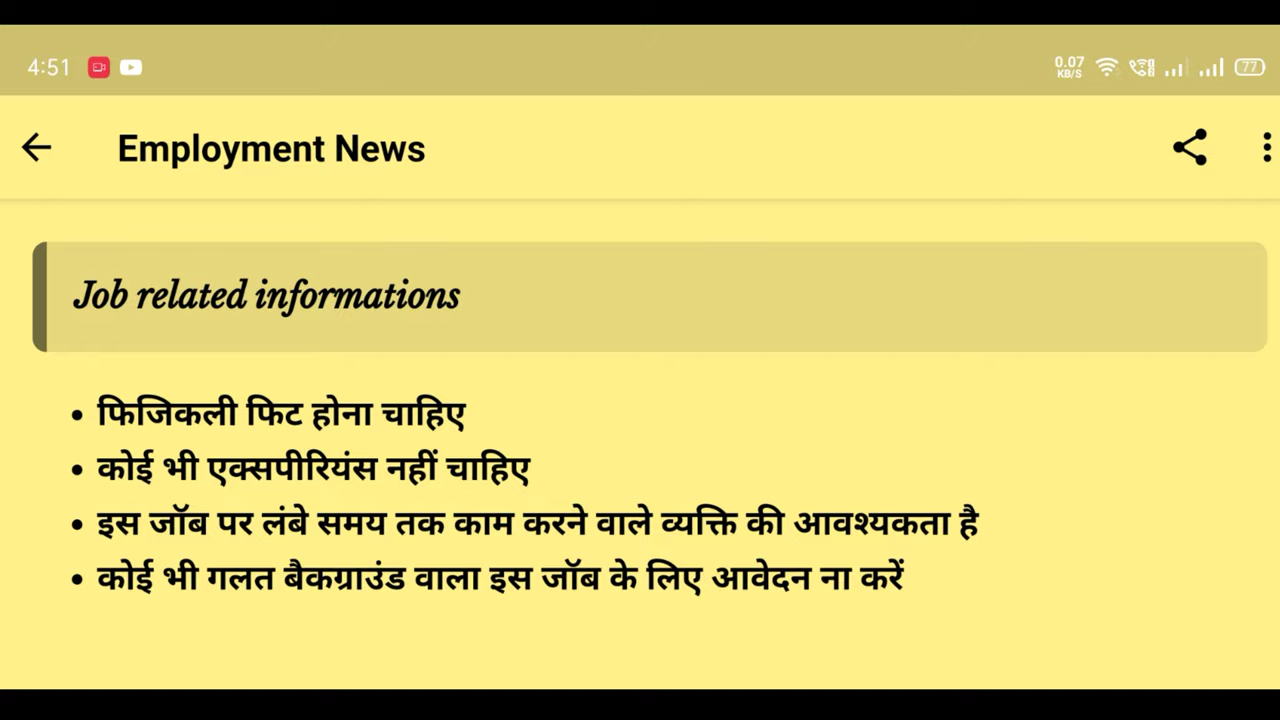 4:51
0.07 KB/S
77
Employment News
Job related informations
• फिजिकली फिट होना चाहिए
• कोई भी एक्सपीरियंस नहीं चाहिए
• इस जॉब पर लंबे समय तक काम करने वाले व्यक्ति की आवश्यकता है
• कोई भी गलत बैकग्राउंड वाला इस जॉब के लिए आवेदन ना करें